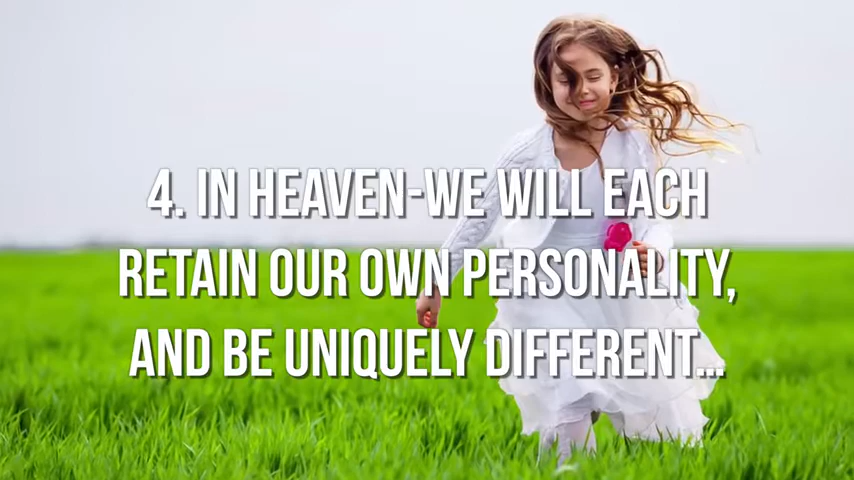 4. IN HEAVEN-WE WILL EACH
RETAIN OUR OWN PERSONALITY,
AND BE UNIQUELY DIFFERENT...